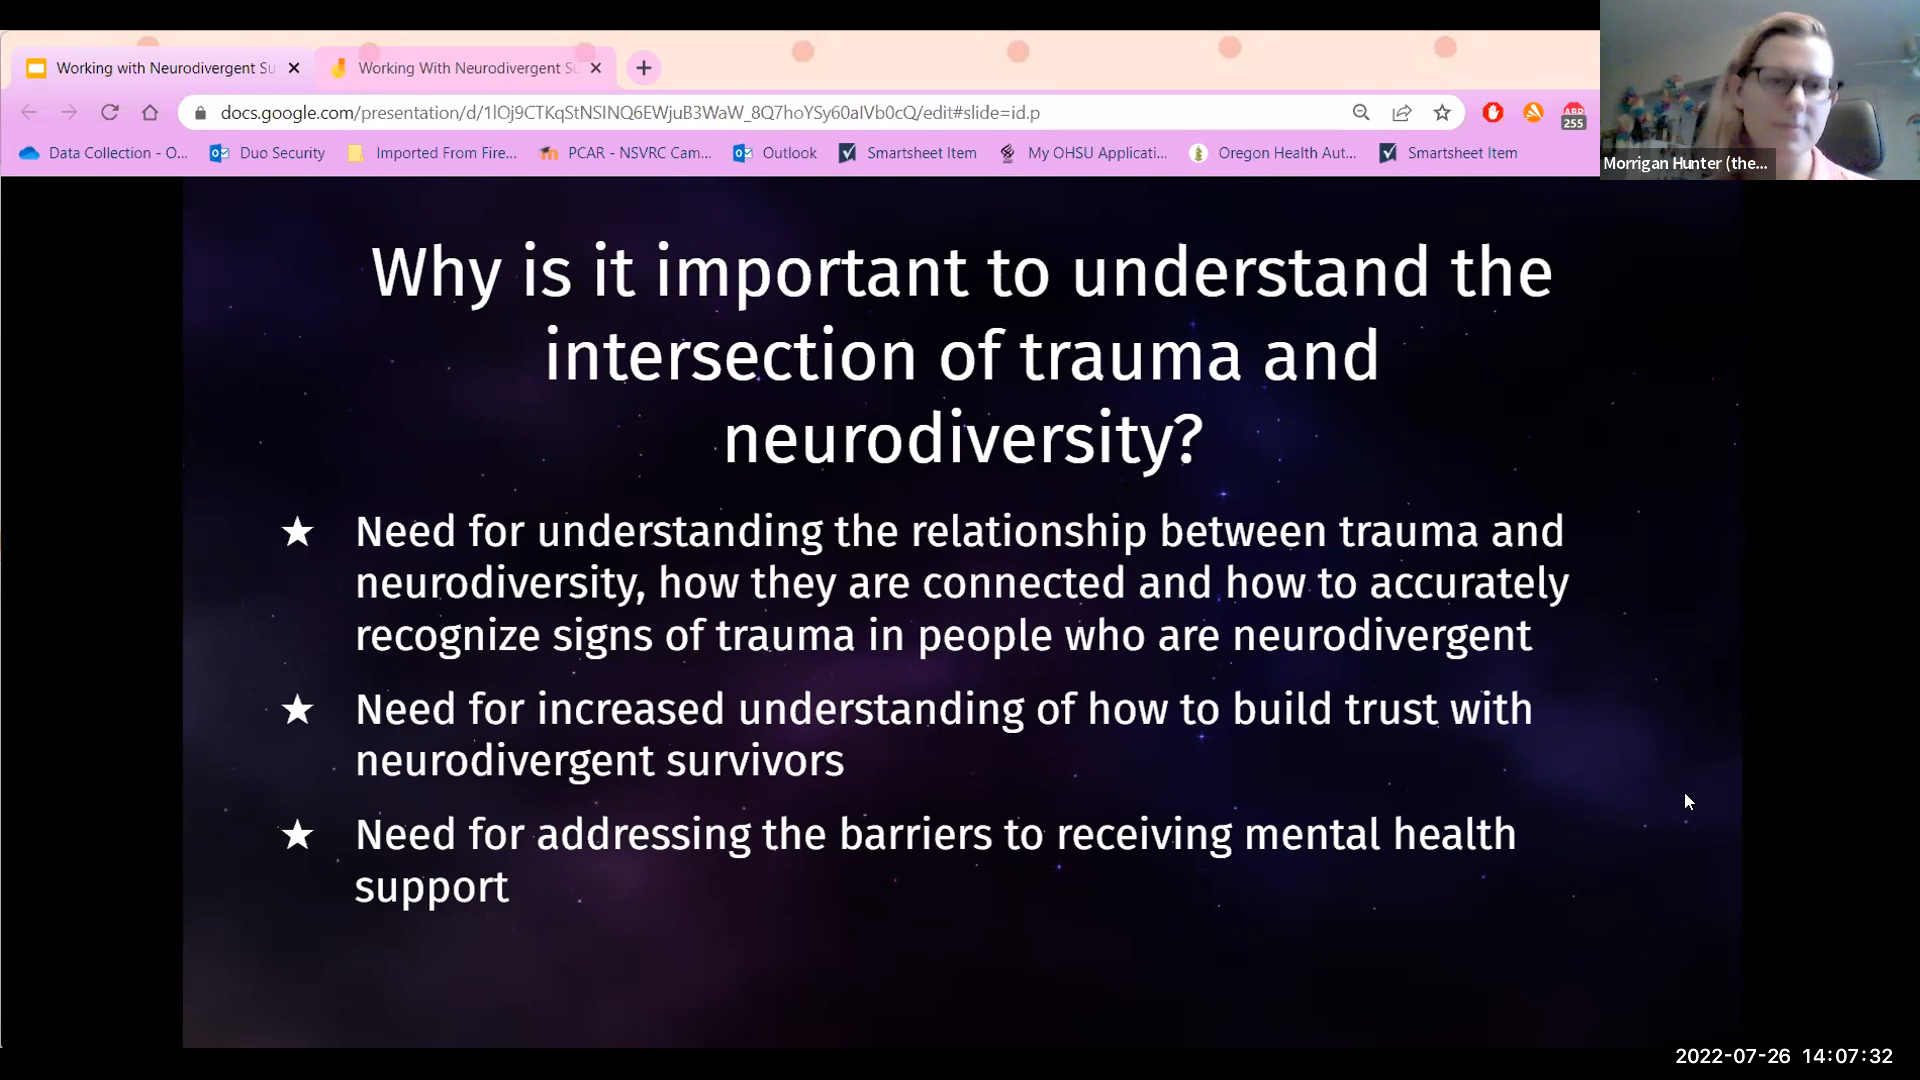 Working with Neurodivergent Su
Working With Neurodivergent S
docs.google.com/presentation/d/1lOj9CTKqStNSINQ6EWjuB3WaW_8Q7hoYSy60aIVb0cQ/edit#slide=id.p
ABP
255
Data Collection - O...
Duo Security
Imported From Fire...
PCAR - NSVRC Cam...
Outlook
Smartsheet Item
My OHSU Applicati...
Oregon Health Aut...
Smartsheet Item
Morrigan Hunter (the...
Why is it important to understand the
intersection of trauma and
neurodiversity?
★ Need for understanding the relationship between trauma and
neurodiversity, how they are connected and how to accurately
recognize signs of trauma in people who are neurodivergent
★ Need for increased understanding of how to build trust with
neurodivergent survivors
★ Need for addressing the barriers to receiving mental health
support
2022-07-26 14:07:32